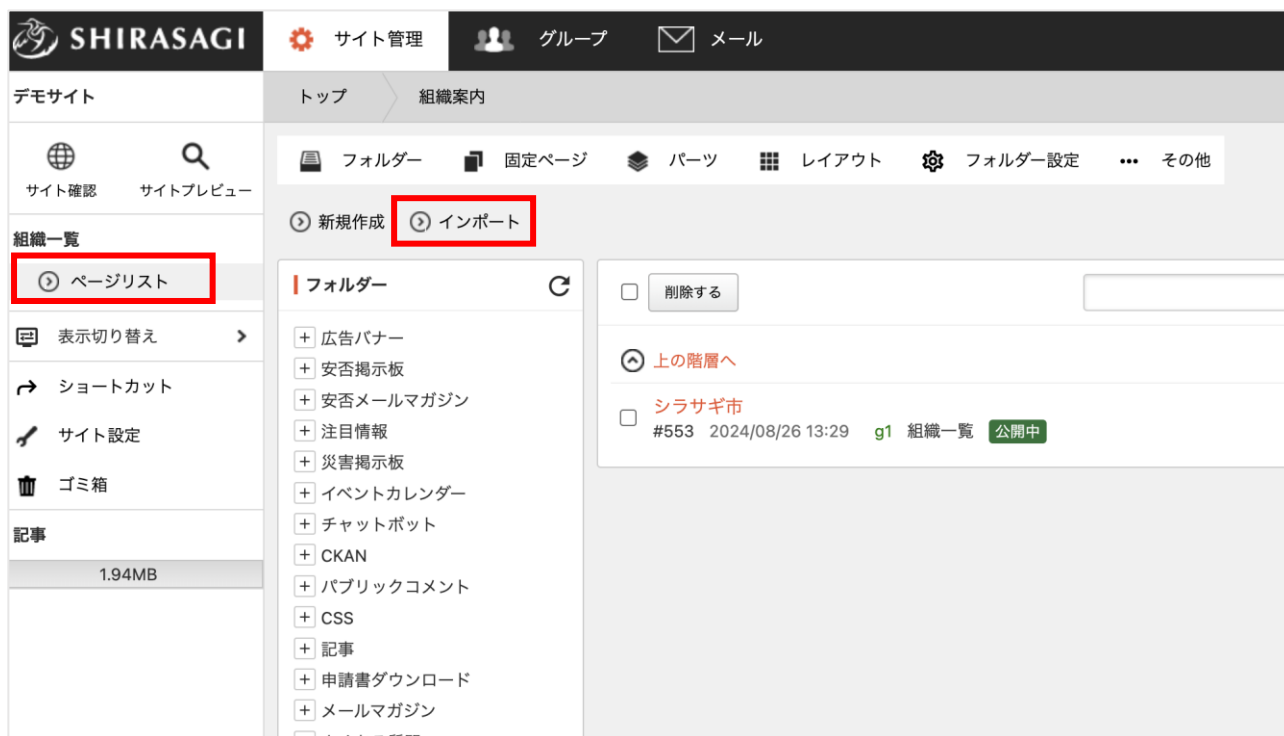 SHIRASAGI サイト管理 グループ メール
デモサイト
トップ 組織案内
サイト確認 サイトプレビュー
フォルダー 固定ページ パーツ レイアウト フォルダー設定 その他
新規作成 インポート
組織一覧
ページリスト
表示切り替え
ショートカット
サイト設定
ゴミ箱
記事
1.94MB
フォルダー
広告バナー
安否掲示板
安否メールマガジン
注目情報
災害掲示板
イベントカレンダー
チャットボット
CKAN
パブリックコメント
CSS
記事
申請書ダウンロード
メールマガジン
削除する
上の階層へ
シラサギ市
#553 2024/08/26 13:29 g1 組織一覧 公開中